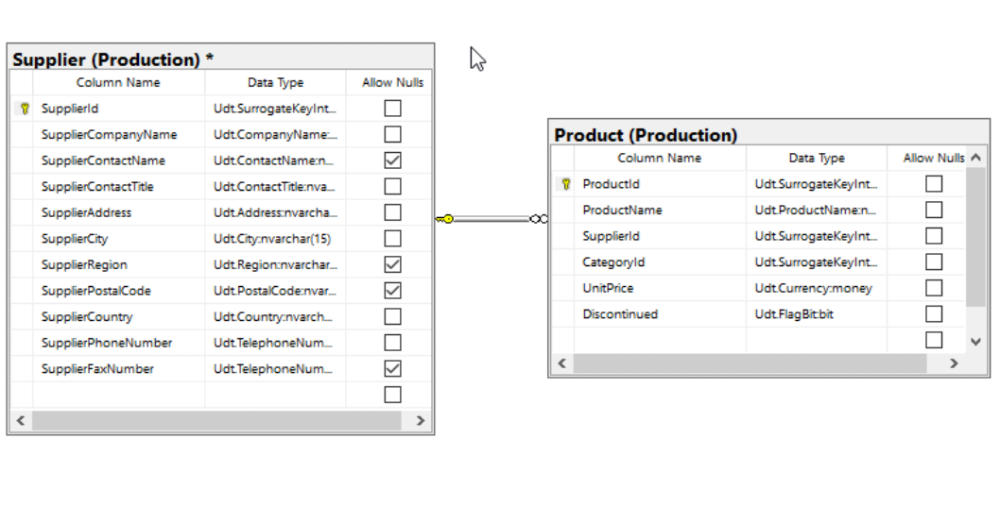 Supplier (Production) *
Column Name Data Type Allow Nulls
SupplierId Udt.SurrogateKeyInt...
SupplierCompanyName Udt.CompanyName:...
SupplierContactName Udt.ContactName:n...
SupplierContactTitle Udt.ContactTitle:nva...
SupplierAddress Udt.Address:nvarcha...
SupplierCity Udt.City:nvarchar(15)
SupplierRegion Udt.Region:nvarchar...
SupplierPostalCode Udt.PostalCode:nvar...
SupplierCountry Udt.Country:nvarch...
SupplierPhoneNumber Udt.TelephoneNum...
SupplierFaxNumber Udt.TelephoneNum...
Product (Production)
Column Name Data Type Allow Nulls
ProductId Udt.SurrogateKeyInt...
ProductName Udt.ProductName:n...
SupplierId Udt.SurrogateKeyInt...
CategoryId Udt.SurrogateKeyInt...
UnitPrice Udt.Currency:money
Discontinued Udt.FlagBit:bit